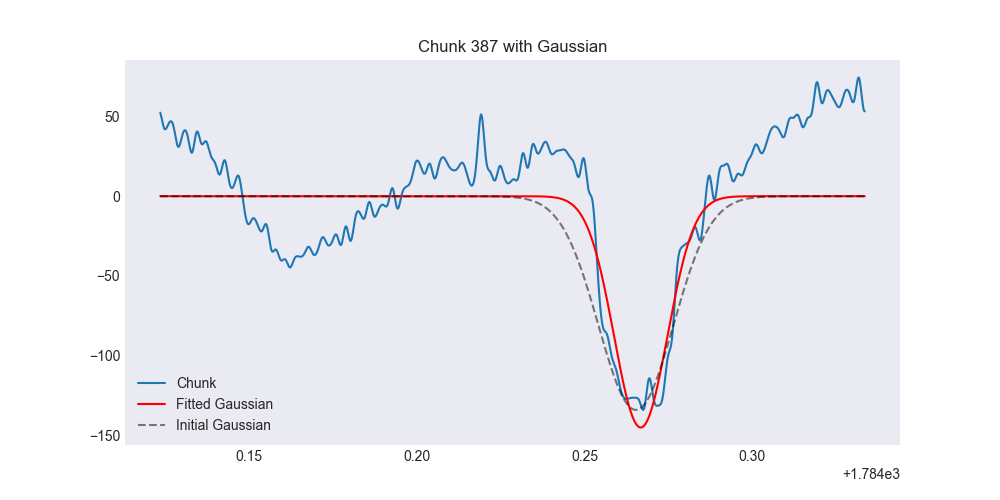 Chunk 387 with Gaussian
50
0
−50
−100
−150
Chunk
Fitted Gaussian
Initial Gaussian
0.15 0.20 0.25 0.30
+1.784e3